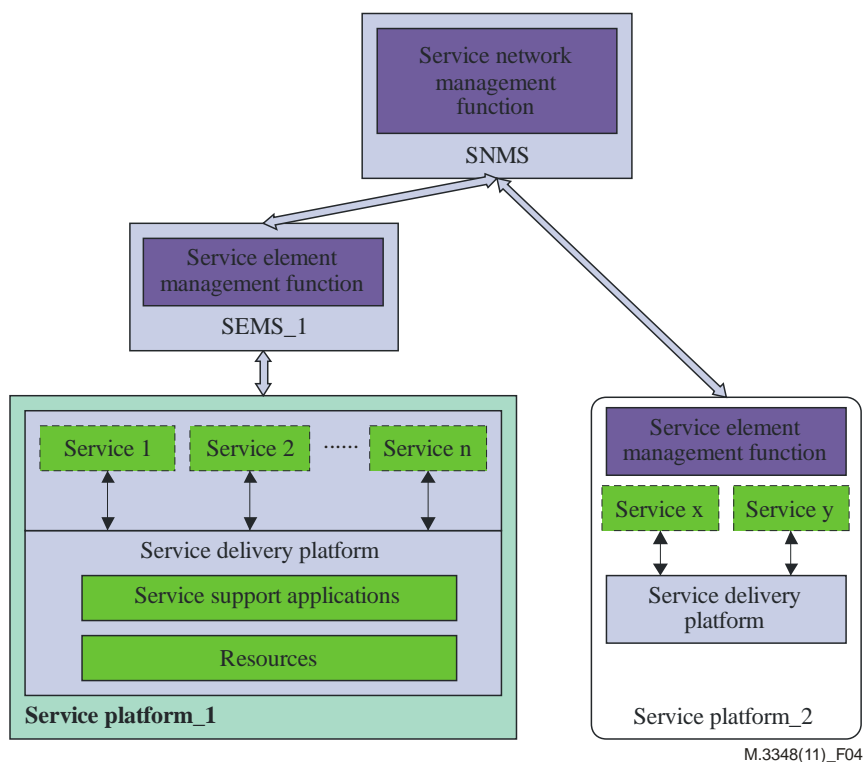 Service network
management
function
SNMS
Service element
management function
SEMS_1
Service 1
Service 2
......
Service n
Service delivery platform
Service support applications
Resources
Service platform_1
Service element
management function
Service x
Service y
Service delivery
platform
Service platform_2
M.3348(11)_F04